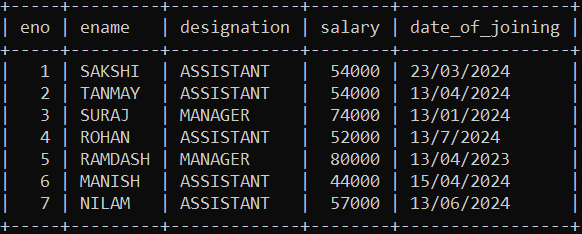 +-----+---------+-------------+--------+-----------------+
| eno | ename   | designation | salary | date_of_joining |
+-----+---------+-------------+--------+-----------------+
|   1 | SAKSHI  | ASSISTANT   |  54000 | 23/03/2024      |
|   2 | TANMAY  | ASSISTANT   |  54000 | 13/04/2024      |
|   3 | SURAJ   | MANAGER     |  74000 | 13/01/2024      |
|   4 | ROHAN   | ASSISTANT   |  52000 | 13/7/2024       |
|   5 | RAMDASH | MANAGER     |  80000 | 13/04/2023      |
|   6 | MANISH  | ASSISTANT   |  44000 | 15/04/2024      |
|   7 | NILAM   | ASSISTANT   |  57000 | 13/06/2024      |
+-----+---------+-------------+--------+-----------------+